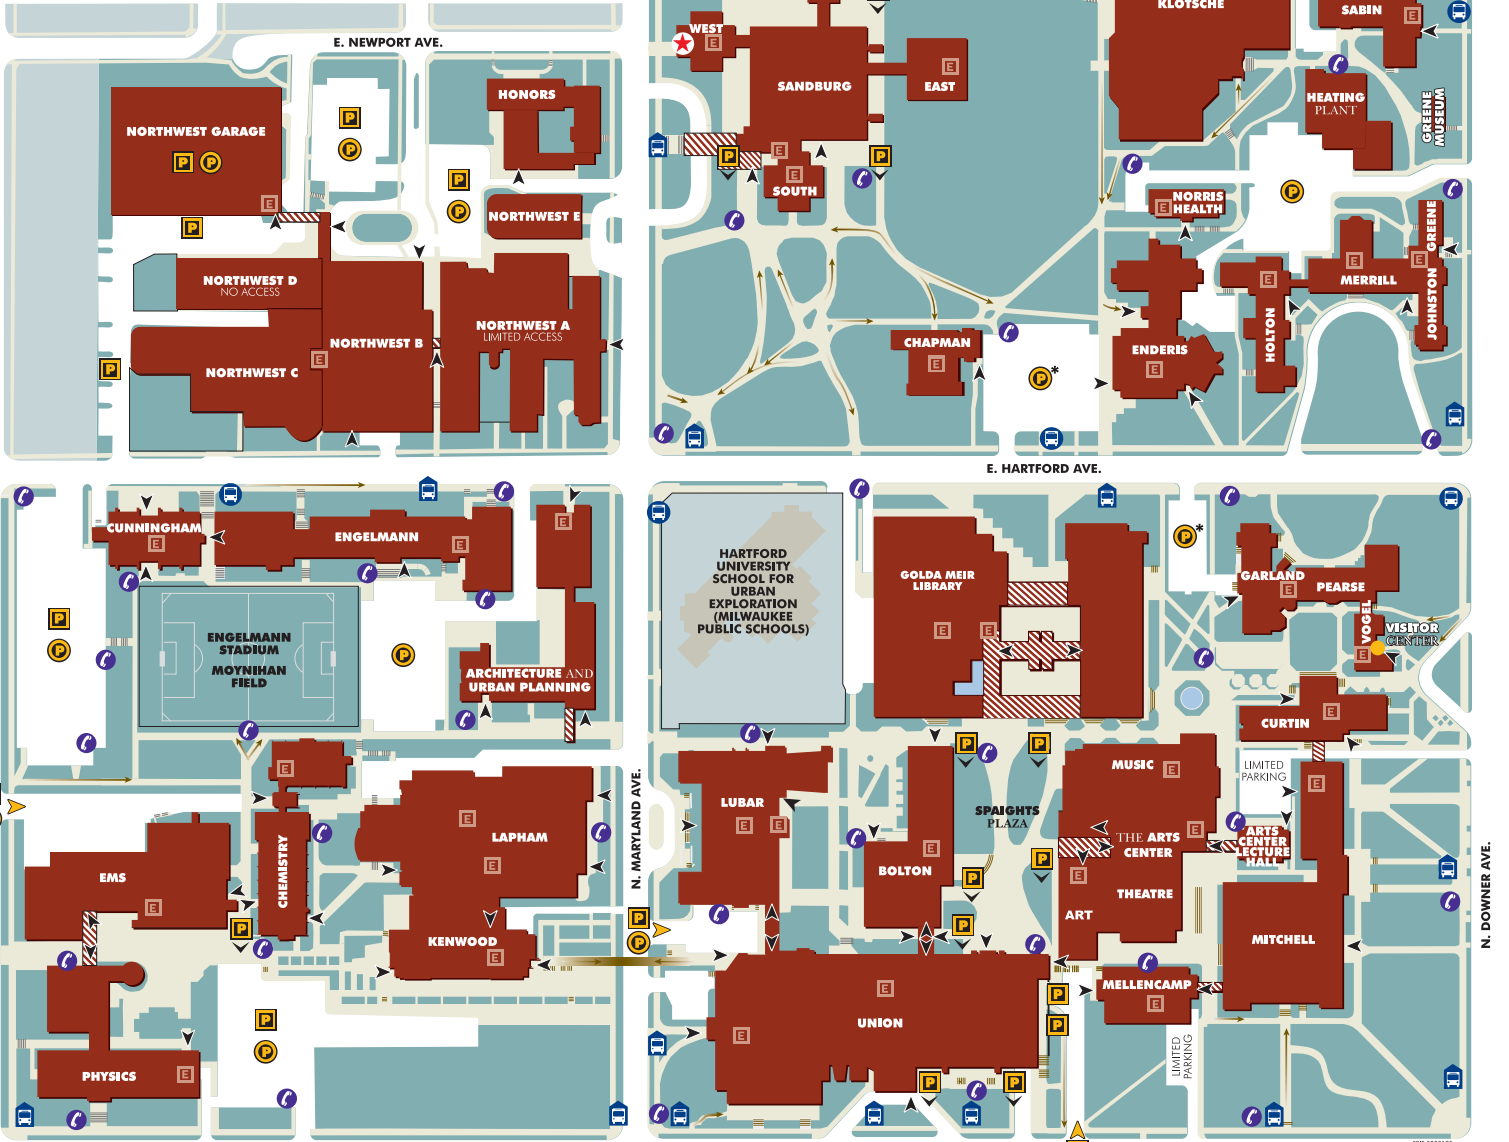 E. NEWPORT AVE.
NORTHWEST GARAGE
P
P
E
P
P
P
P
P
HONORS
NORTHWEST E
NORTHWEST D
NO ACCESS
NORTHWEST B
NORTHWEST C
E
NORTHWEST A
LIMITED ACCESS
P
WEST
E
SANDBURG
EAST
E
P
P
E
E
SOUTH
KLOTSCHE
SABIN
E
HEATING
PLANT
GREENE
MUSEUM
P
NORRIS
HEALTH
E
MERRILL
E
GREENE
E
JOHNSTON
HOLTON
E
CHAPMAN
E
P*
ENDERIS
E
E. HARTFORD AVE.
CUNNINGHAM
E
ENGELMANN
E
E
P
P
ENGELMANN
STADIUM
MOYNIHAN
FIELD
P
ARCHITECTURE AND
URBAN PLANNING
E
HARTFORD
UNIVERSITY
SCHOOL FOR
URBAN
EXPLORATION
(MILWAUKEE
PUBLIC SCHOOLS)
GOLDA MEIR
LIBRARY
E
E
P*
GARLAND
E
PEARSE
VOGEL
E
VISITOR
CENTER
CURTIN
E
LIMITED
PARKING
E
EMS
E
CHEMISTRY
E
LAPHAM
E
E
KENWOOD
E
P
P
P
PHYSICS
E
N. MARYLAND AVE.
P
P
LUBAR
E
E
BOLTON
E
P
P
SPAIGHTS
PLAZA
P
P
P
MUSIC
E
THE ARTS
CENTER
E
E
THEATRE
ART
ARTS
CENTER
LECTURE
HALL
MITCHELL
MELLENCAMP
E
UNION
E
E
P
P
P
P
LIMITED
PARKING
N. DOWNER AVE.